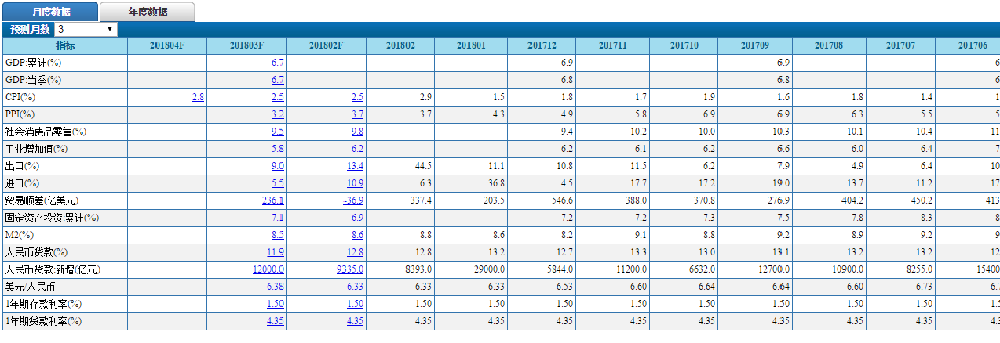 月度数据 年度数据
预测月数 3
指标 201804F 201803F 201802F 201802 201801 201712 201711 201710 201709 201708 201707 201706
GDP:累计(%) 6.7 6.9 6.9 6
GDP:当季(%) 6.7 6.8 6.8 6
CPI(%) 2.8 2.5 2.5 2.9 1.5 1.8 1.7 1.9 1.6 1.8 1.4 1
PPI(%) 3.2 3.7 3.7 4.3 4.9 5.8 6.9 6.9 6.3 5.5 5
社会消费品零售(%) 9.5 9.8 9.4 10.2 10.0 10.3 10.1 10.4 11
工业增加值(%) 5.8 6.2 6.2 6.1 6.2 6.6 6.0 6.4 7
出口(%) 9.0 13.4 44.5 11.1 10.8 11.5 6.2 7.9 4.9 6.4 10
进口(%) 5.5 10.9 6.3 36.8 4.5 17.7 17.2 19.0 13.7 11.2 17
贸易顺差(亿美元) 236.1 -36.9 337.4 203.5 546.6 388.0 370.8 276.9 404.2 450.2 413
固定资产投资:累计(%) 7.1 6.9 7.2 7.2 7.3 7.5 7.8 8.3 8
M2(%) 8.5 8.6 8.8 8.6 8.2 9.1 8.8 9.2 8.9 9.2 9
人民币贷款(%) 11.9 12.8 12.8 13.2 12.7 13.3 13.0 13.1 13.2 13.2 12
人民币贷款:新增(亿元) 12000.0 9335.0 8393.0 29000.0 5844.0 11200.0 6632.0 12700.0 10900.0 8255.0 15400
美元/人民币 6.38 6.33 6.33 6.33 6.53 6.60 6.64 6.64 6.60 6.73 6.7
1年期存款利率(%) 1.50 1.50 1.50 1.50 1.50 1.50 1.50 1.50 1.50 1.50 1.5
1年期贷款利率(%) 4.35 4.35 4.35 4.35 4.35 4.35 4.35 4.35 4.35 4.35 4.3